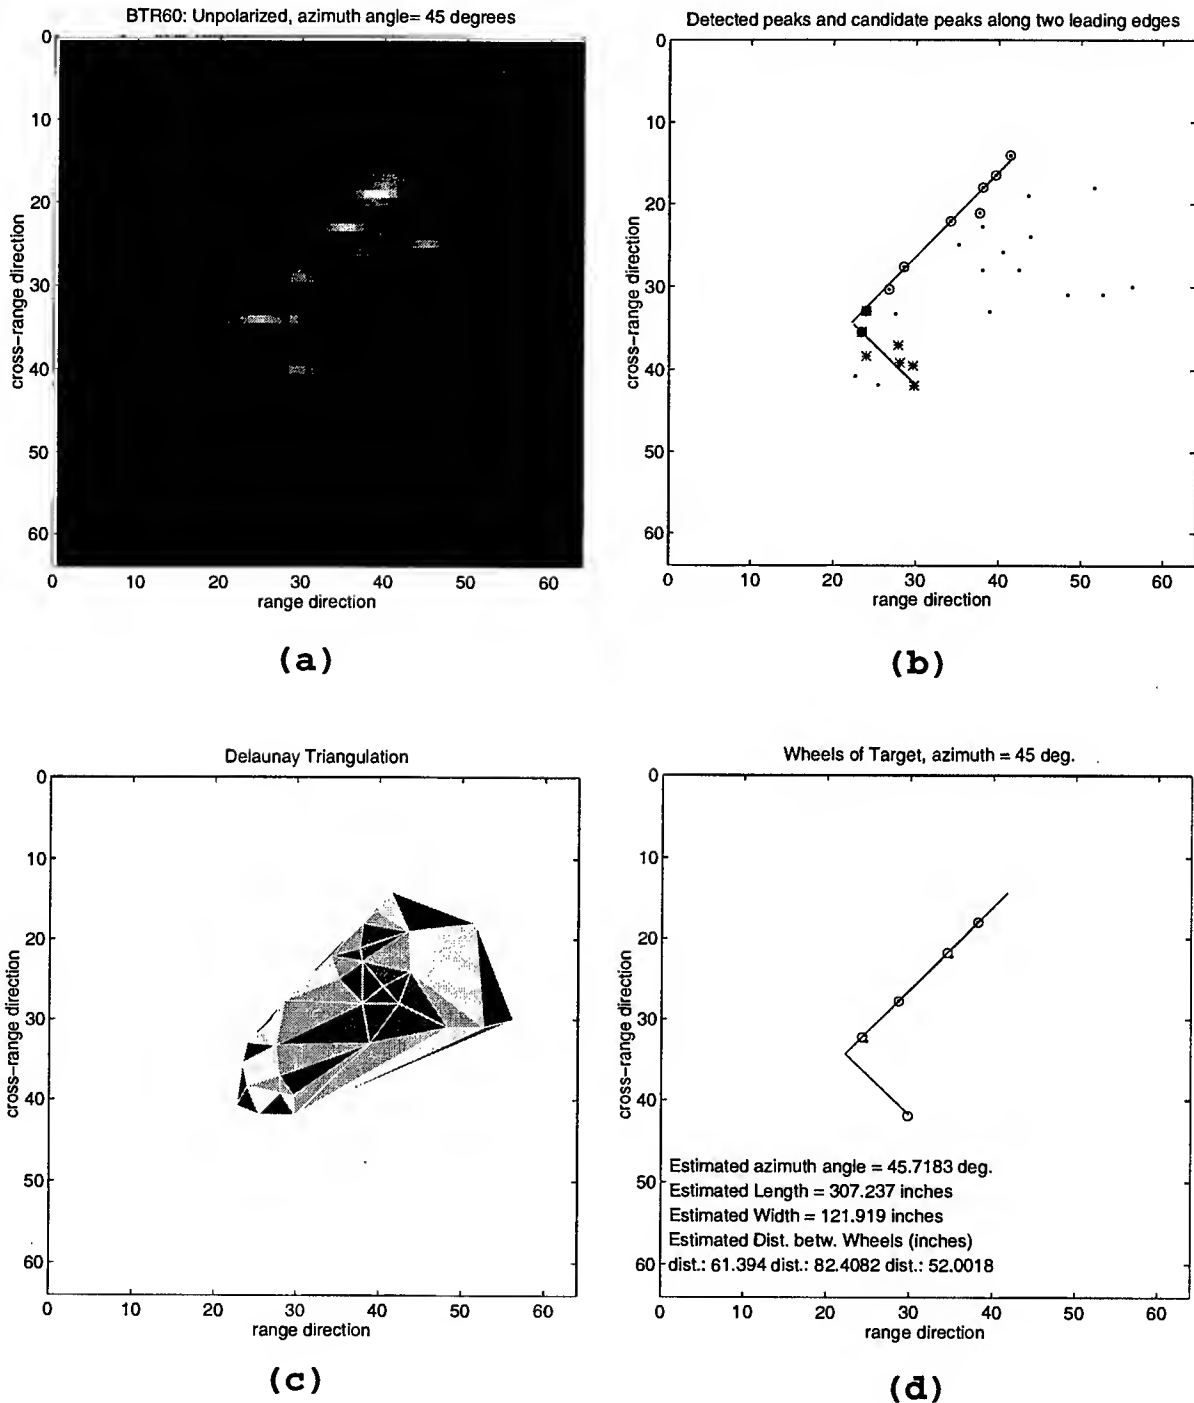 BTR60: Unpolarized, azimuth angle= 45 degrees
0
10
20
30
40
50
60
cross-range direction
0 10 20 30 40 50 60
range direction
(a)
Detected peaks and candidate peaks along two leading edges
0
10
20
30
40
50
60
cross-range direction
0 10 20 30 40 50 60
range direction
(b)
Delaunay Triangulation
0
10
20
30
40
50
60
cross-range direction
0 10 20 30 40 50 60
range direction
(c)
Wheels of Target, azimuth = 45 deg.
0
10
20
30
40
50
60
cross-range direction
Estimated azimuth angle = 45.7183 deg.
Estimated Length = 307.237 inches
Estimated Width = 121.919 inches
Estimated Dist. betw. Wheels (inches)
dist.: 61.394 dist.: 82.4082 dist.: 52.0018
0 10 20 30 40 50 60
range direction
(d)